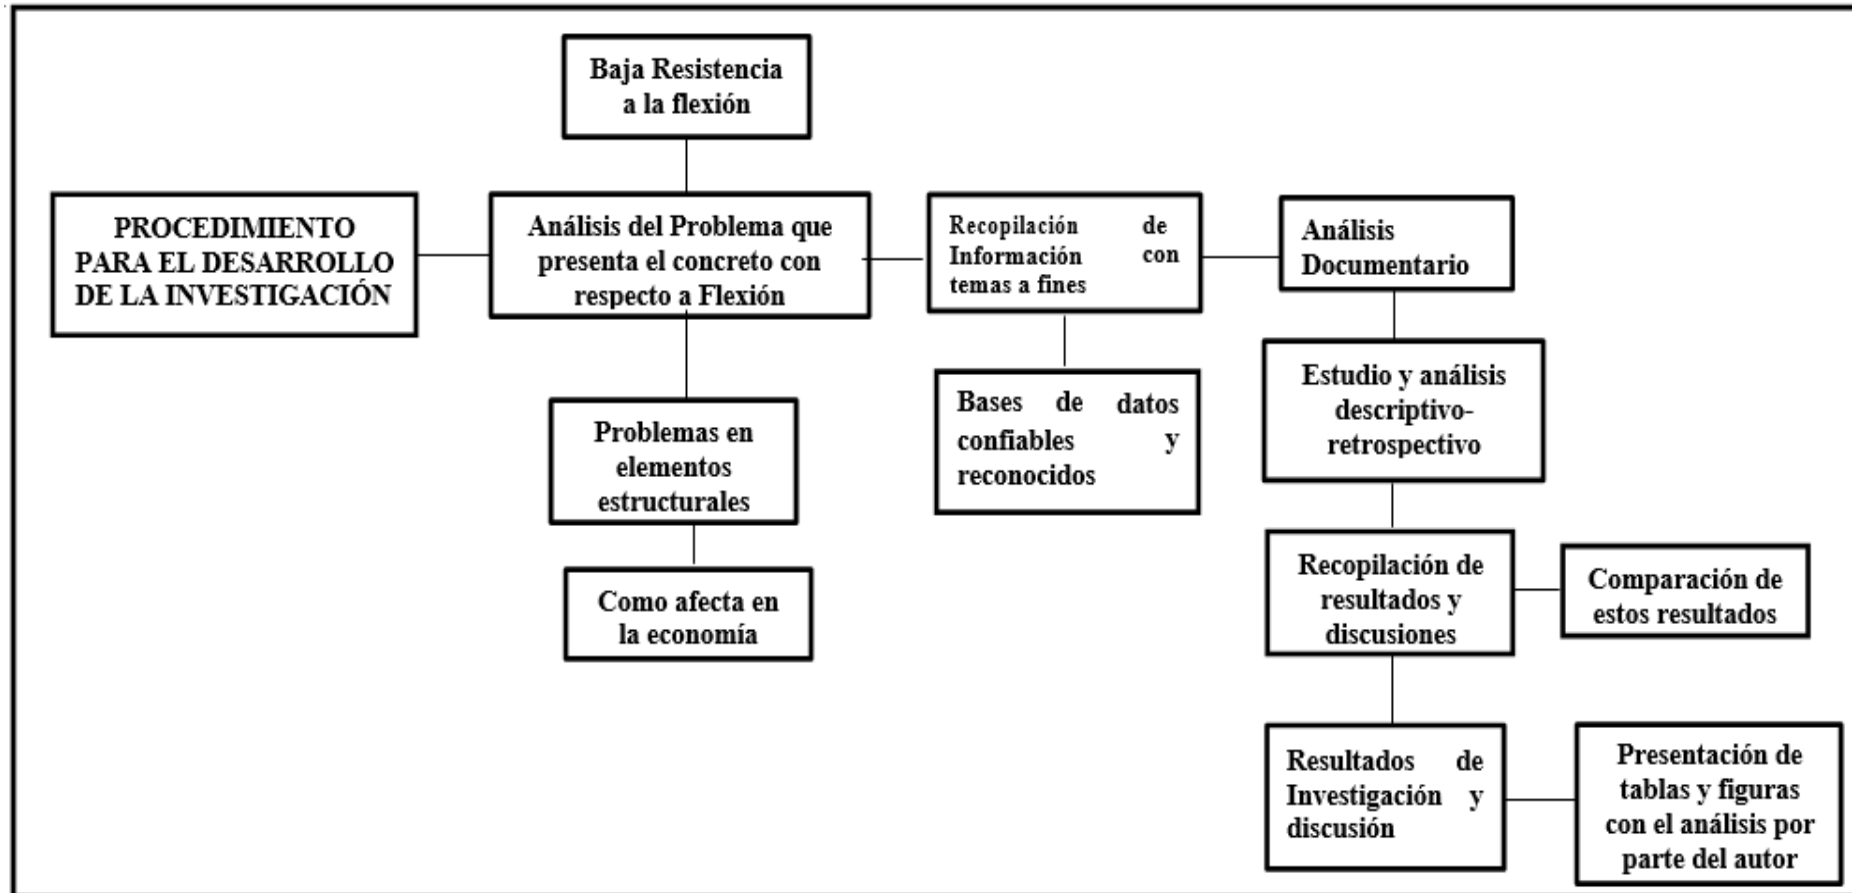 Baja Resistencia
a la flexión
PROCEDIMIENTO
PARA EL DESARROLLO
DE LA INVESTIGACIÓN
Análisis del Problema que
presenta el concreto con
respecto a Flexión
Recopilación de
Información con
temas a fines
Análisis
Documentario
Bases de datos
confiables y
reconocidos
Estudio y análisis
descriptivo-
retrospectivo
Problemas en
elementos
estructurales
Como afecta en
la economía
Recopilación de
resultados y
discusiones
Comparación de
estos resultados
Resultados de
Investigación y
discusión
Presentación de
tablas y figuras
con el análisis por
parte del autor